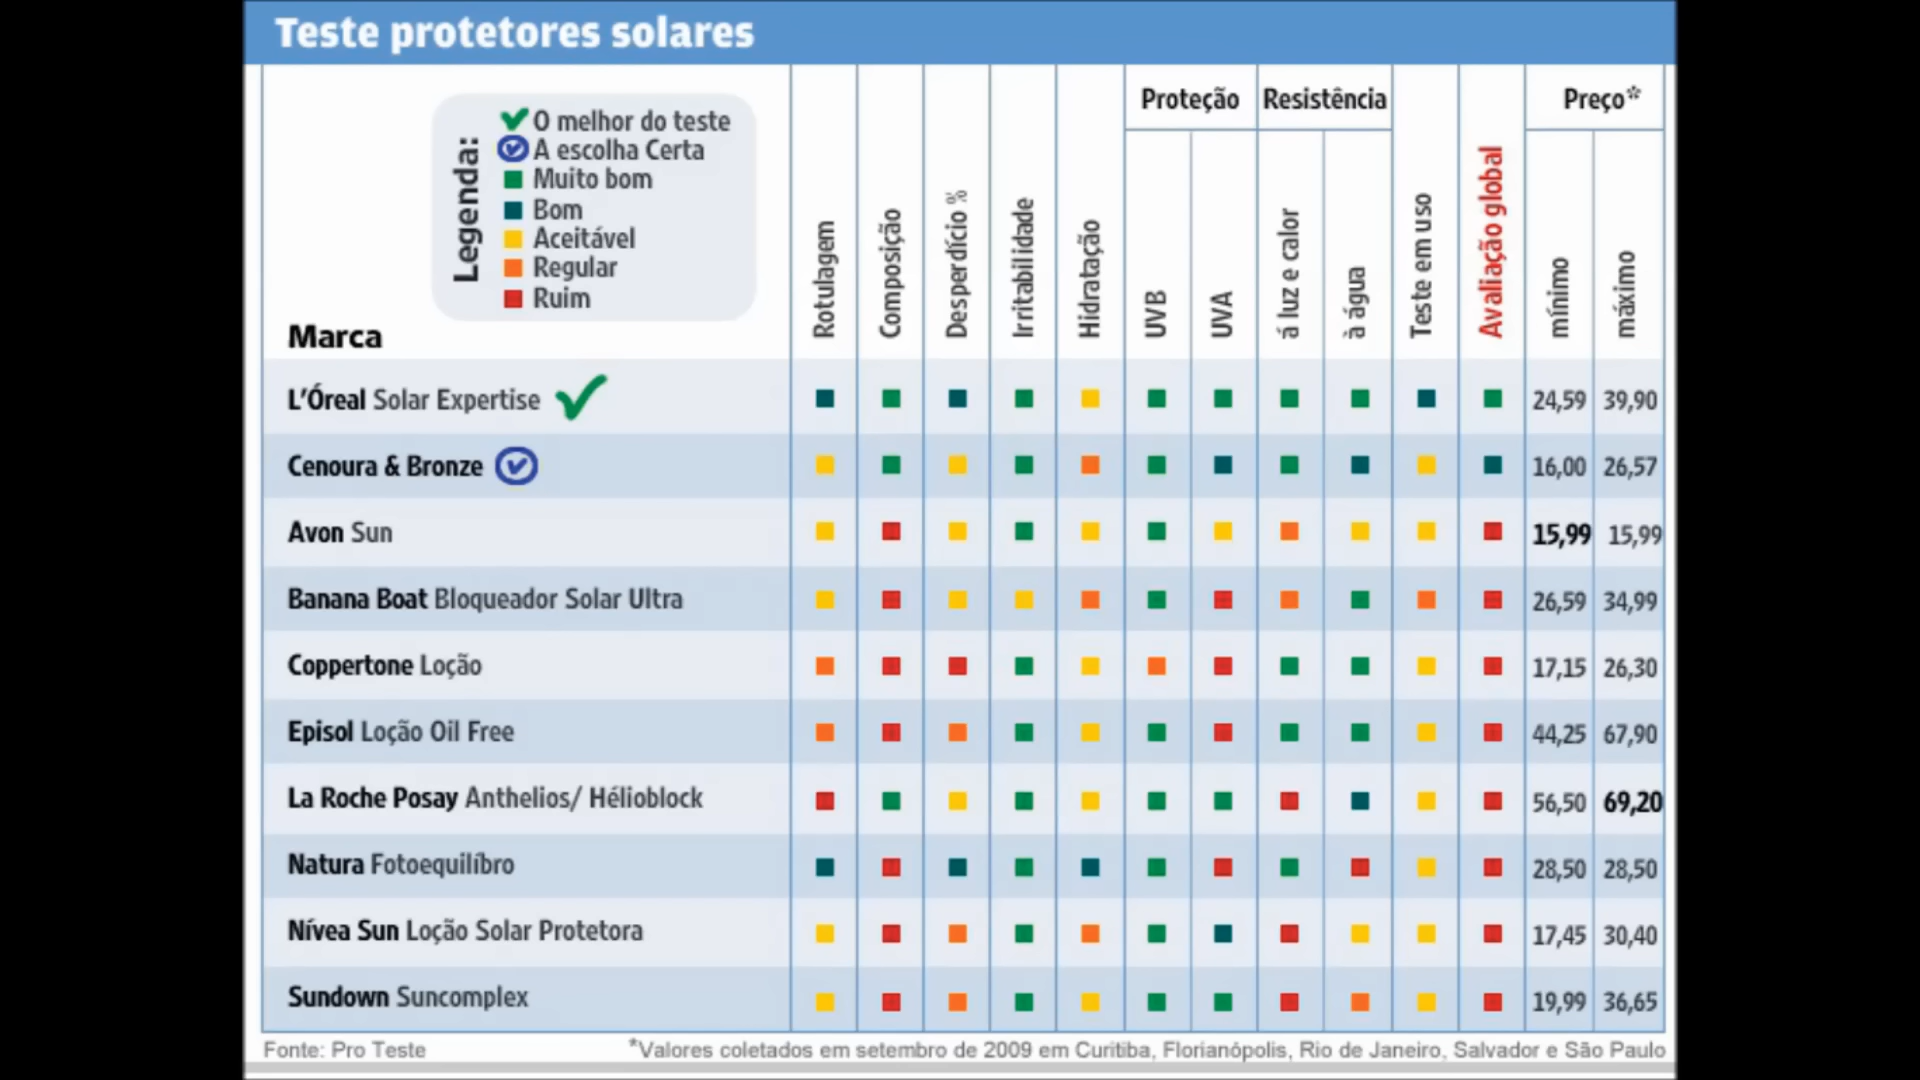 Teste protetores solares
Legenda:
O melhor do teste
A escolha Certa
Muito bom
Bom
Aceitável
Regular
Ruim
Marca
Rotulagem
Composição
Desperdício %
Irritabilidade
Hidratação
Proteção
UVB
UVA
Resistência
á luz e calor
à água
Teste em uso
Avaliação global
Preço*
mínimo
máximo
L'Óreal Solar Expertise 24,59 39,90
Cenoura & Bronze 16,00 26,57
Avon Sun 15,99 15,99
Banana Boat Bloqueador Solar Ultra 26,59 34,99
Coppertone Loção 17,15 26,30
Episol Loção Oil Free 44,25 67,90
La Roche Posay Anthelios/ Hélioblock 56,50 69,20
Natura Fotoequilíbro 28,50 28,50
Nívea Sun Loção Solar Protetora 17,45 30,40
Sundown Suncomplex 19,99 36,65
Fonte: Pro Teste *Valores coletados em setembro de 2009 em Curitiba, Florianópolis, Rio de Janeiro, Salvador e São Paulo